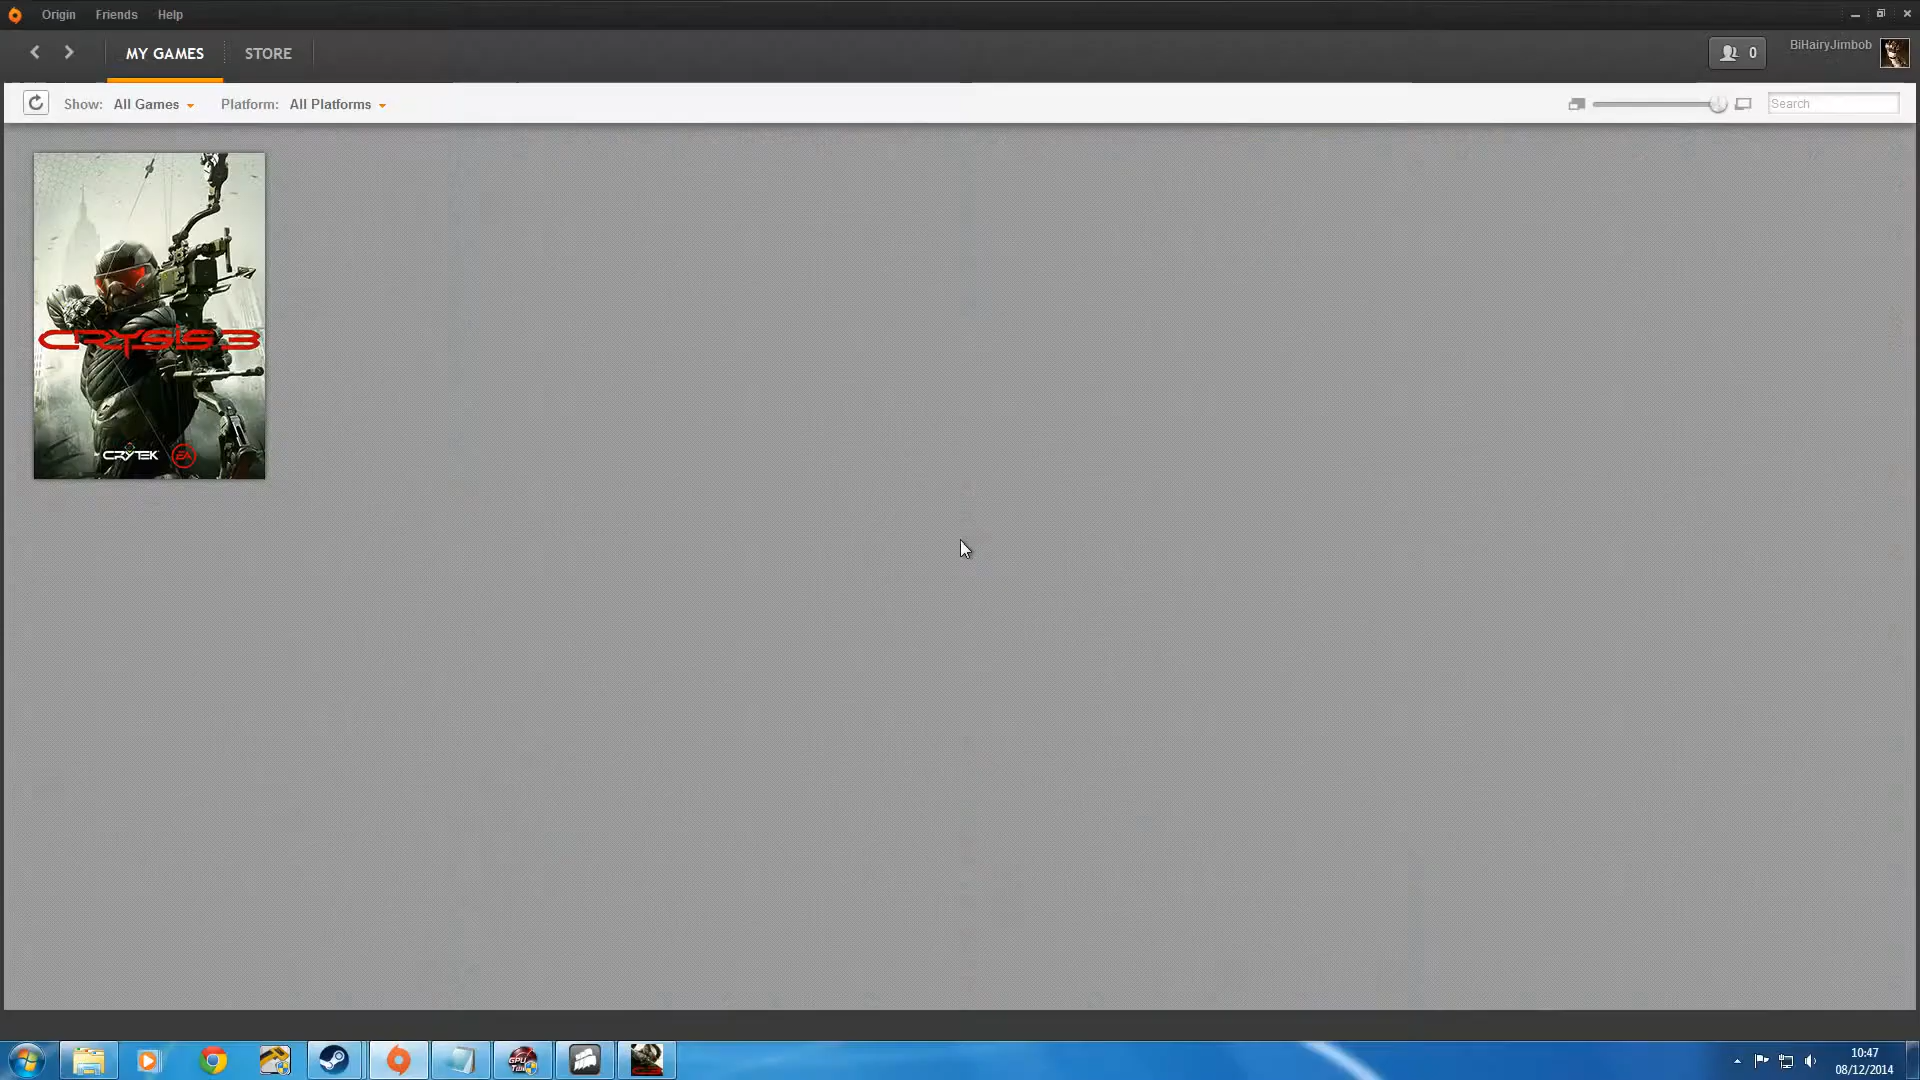 Origin Friends Help
MY GAMES STORE
0 BiHairyJimbob
Show: All Games Platform: All Platforms Search
CRYSIS 3
CRYTEK EA
GPU
10:47
08/12/2014